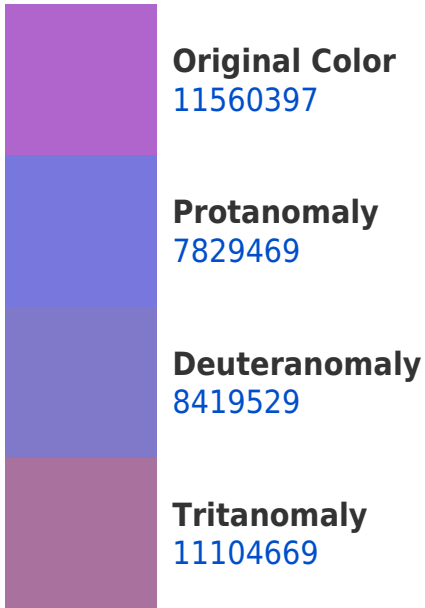 Original Color
11560397
Protanomaly
7829469
Deuteranomaly
8419529
Tritanomaly
11104669